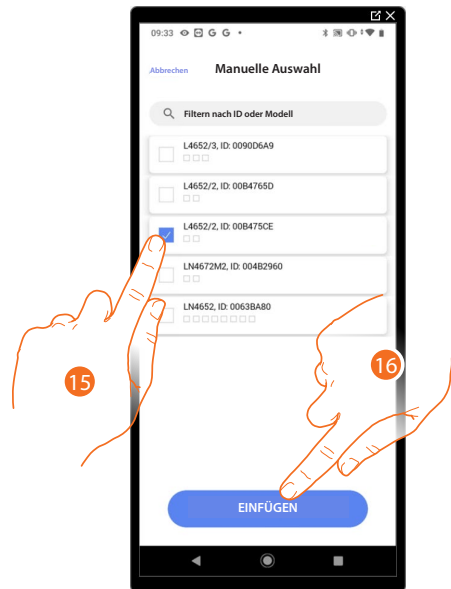 09:33 G G
Abbrechen Manuelle Auswahl
Filtern nach ID oder Modell
L4652/3, ID: 0090D6A9
L4652/2, ID: 00B4765D
L4652/2, ID: 00B475CE
LN4672M2, ID: 004B2960
LN4652, ID: 0063BA80
15
16
EINFÜGEN